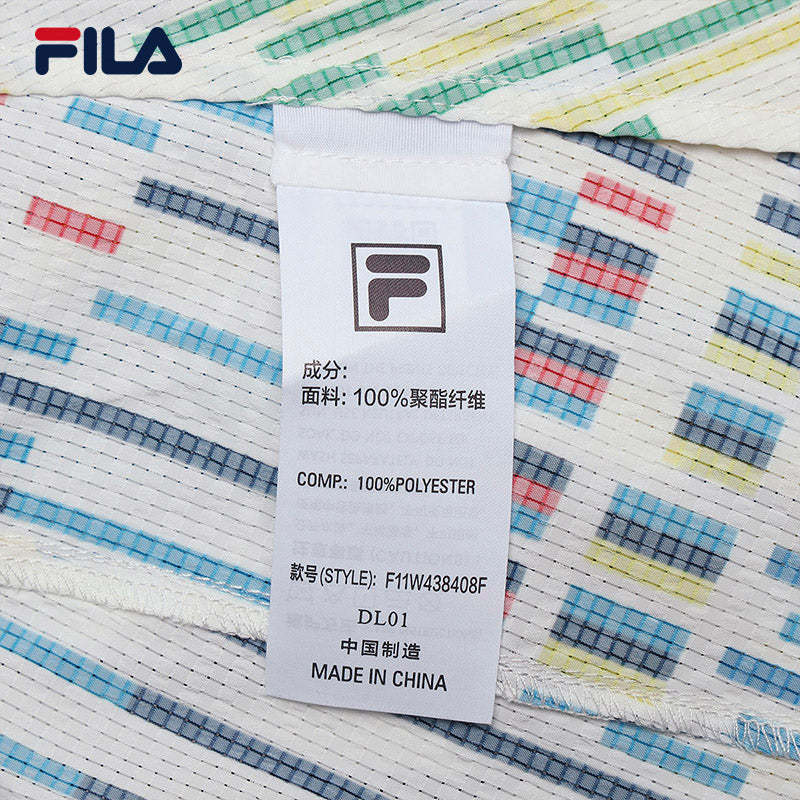 FILA
F
成分:
面料: 100%聚酯纤维
COMP.: 100%POLYESTER
款号(STYLE): F11W438408F
DL01
中国制造
MADE IN CHINA